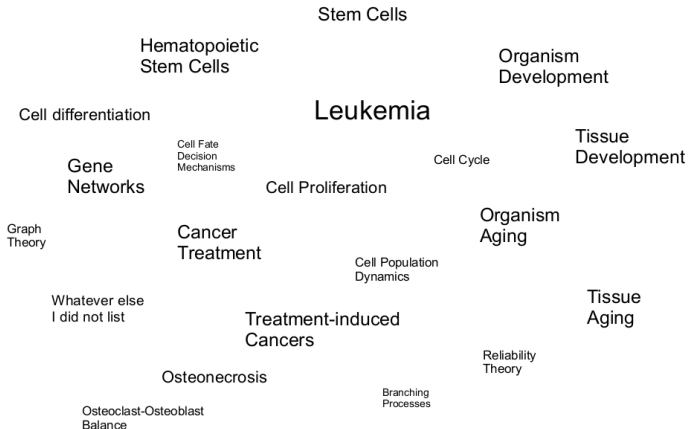 Stem Cells
Hematopoietic
Stem Cells
Organism
Development
Leukemia
Cell differentiation
Tissue
Development
Cell Fate
Decision
Mechanisms
Cell Cycle
Gene
Networks
Cell Proliferation
Organism
Aging
Graph
Theory
Cancer
Treatment
Cell Population
Dynamics
Whatever else
I did not list
Tissue
Aging
Treatment-induced
Cancers
Reliability
Theory
Osteonecrosis
Branching
Processes
Osteoclast-Osteoblast
Balance